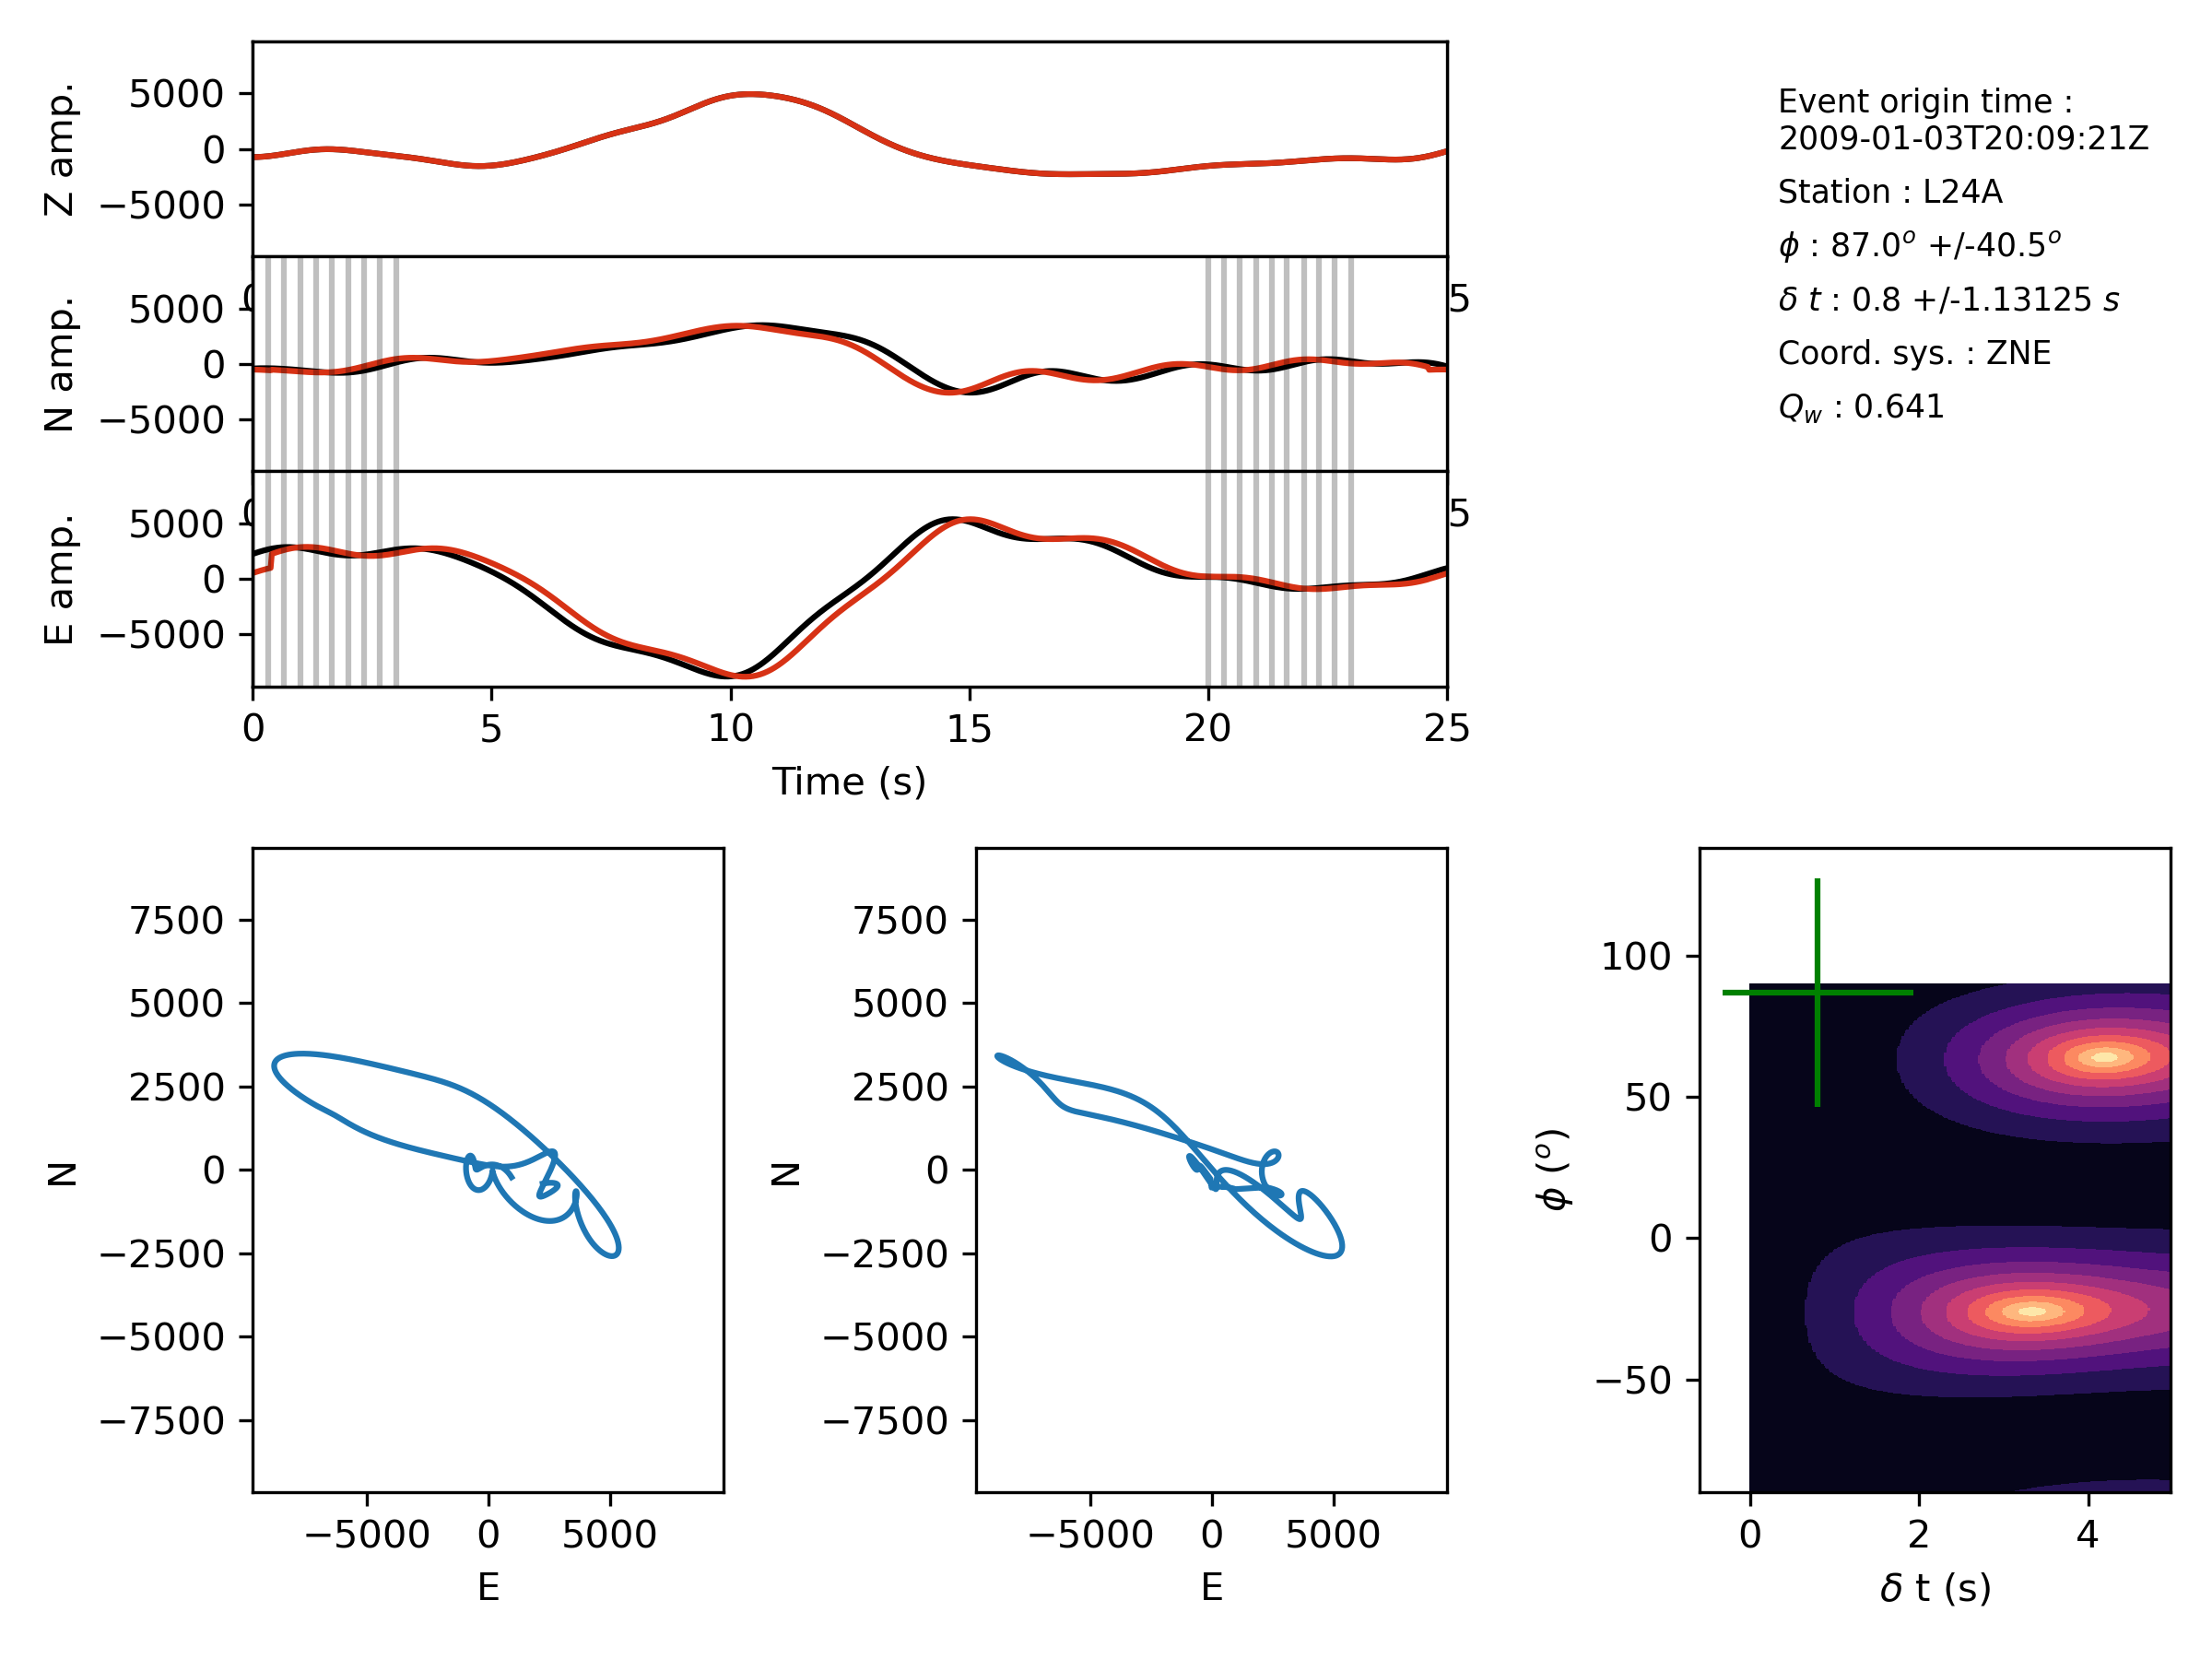 Z amp.
5000
0
−5000
N amp.
5000
0
−5000
E amp.
5000
0
−5000
5
5
0 5 10 15 20 25
Time (s)
Event origin time :
2009-01-03T20:09:21Z
Station : L24A
ϕ : 87.0° +/-40.5°
δ t : 0.8 +/-1.13125 s
Coord. sys. : ZNE
Qw : 0.641
N
7500
5000
2500
0
−2500
−5000
−7500
−5000 0 5000
E
N
7500
5000
2500
0
−2500
−5000
−7500
−5000 0 5000
E
ϕ (°)
100
50
0
−50
0 2 4
δ t (s)